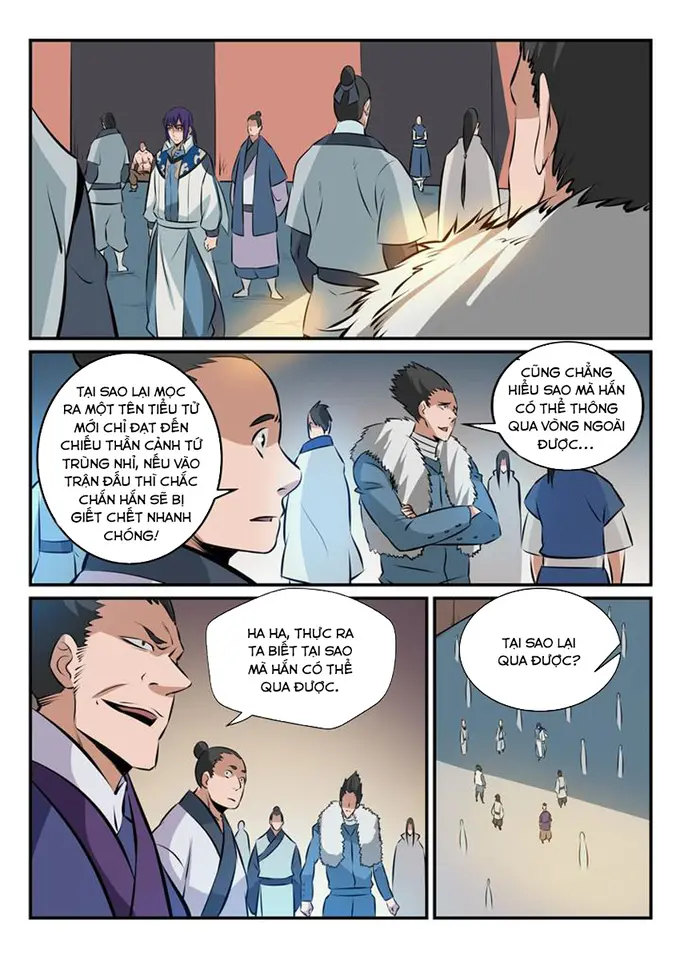 TẠI SAO LẠI MỌC
RA MỘT TÊN TIỂU TỬ
MỚI CHỈ ĐẠT ĐẾN
CHIẾU THẦN CẢNH TỨ
TRÙNG NHỈ, NẾU VÀO
TRẬN ĐẤU THÌ CHẮC
CHẮN HẮN SẼ BỊ
GIẾT CHẾT NHANH
CHÓNG!
CŨNG CHẲNG
HIỂU SAO MÀ HẮN
CÓ THỂ THÔNG
QUA VÒNG NGOÀI
ĐƯỢC...
HA HA, THỰC RA
TA BIẾT TẠI SAO
MÀ HẮN CÓ THỂ
QUA ĐƯỢC.
TẠI SAO LẠI
QUA ĐƯỢC?